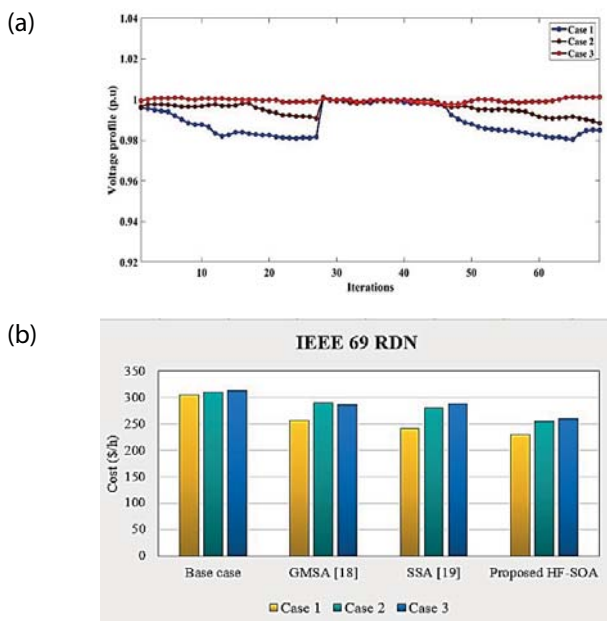 (a)
1.04
1.02
1
0.98
0.96
0.94
0.92
Voltage profile (p.u)
Case 1
Case 2
Case 3
10
20
30
40
50
60
Iterations
(b)
IEEE 69 RDN
350
300
250
200
150
100
50
0
Cost ($/h)
Base case
GMSA [18]
SSA [19]
Proposed HF-SOA
Case 1
Case 2
Case 3